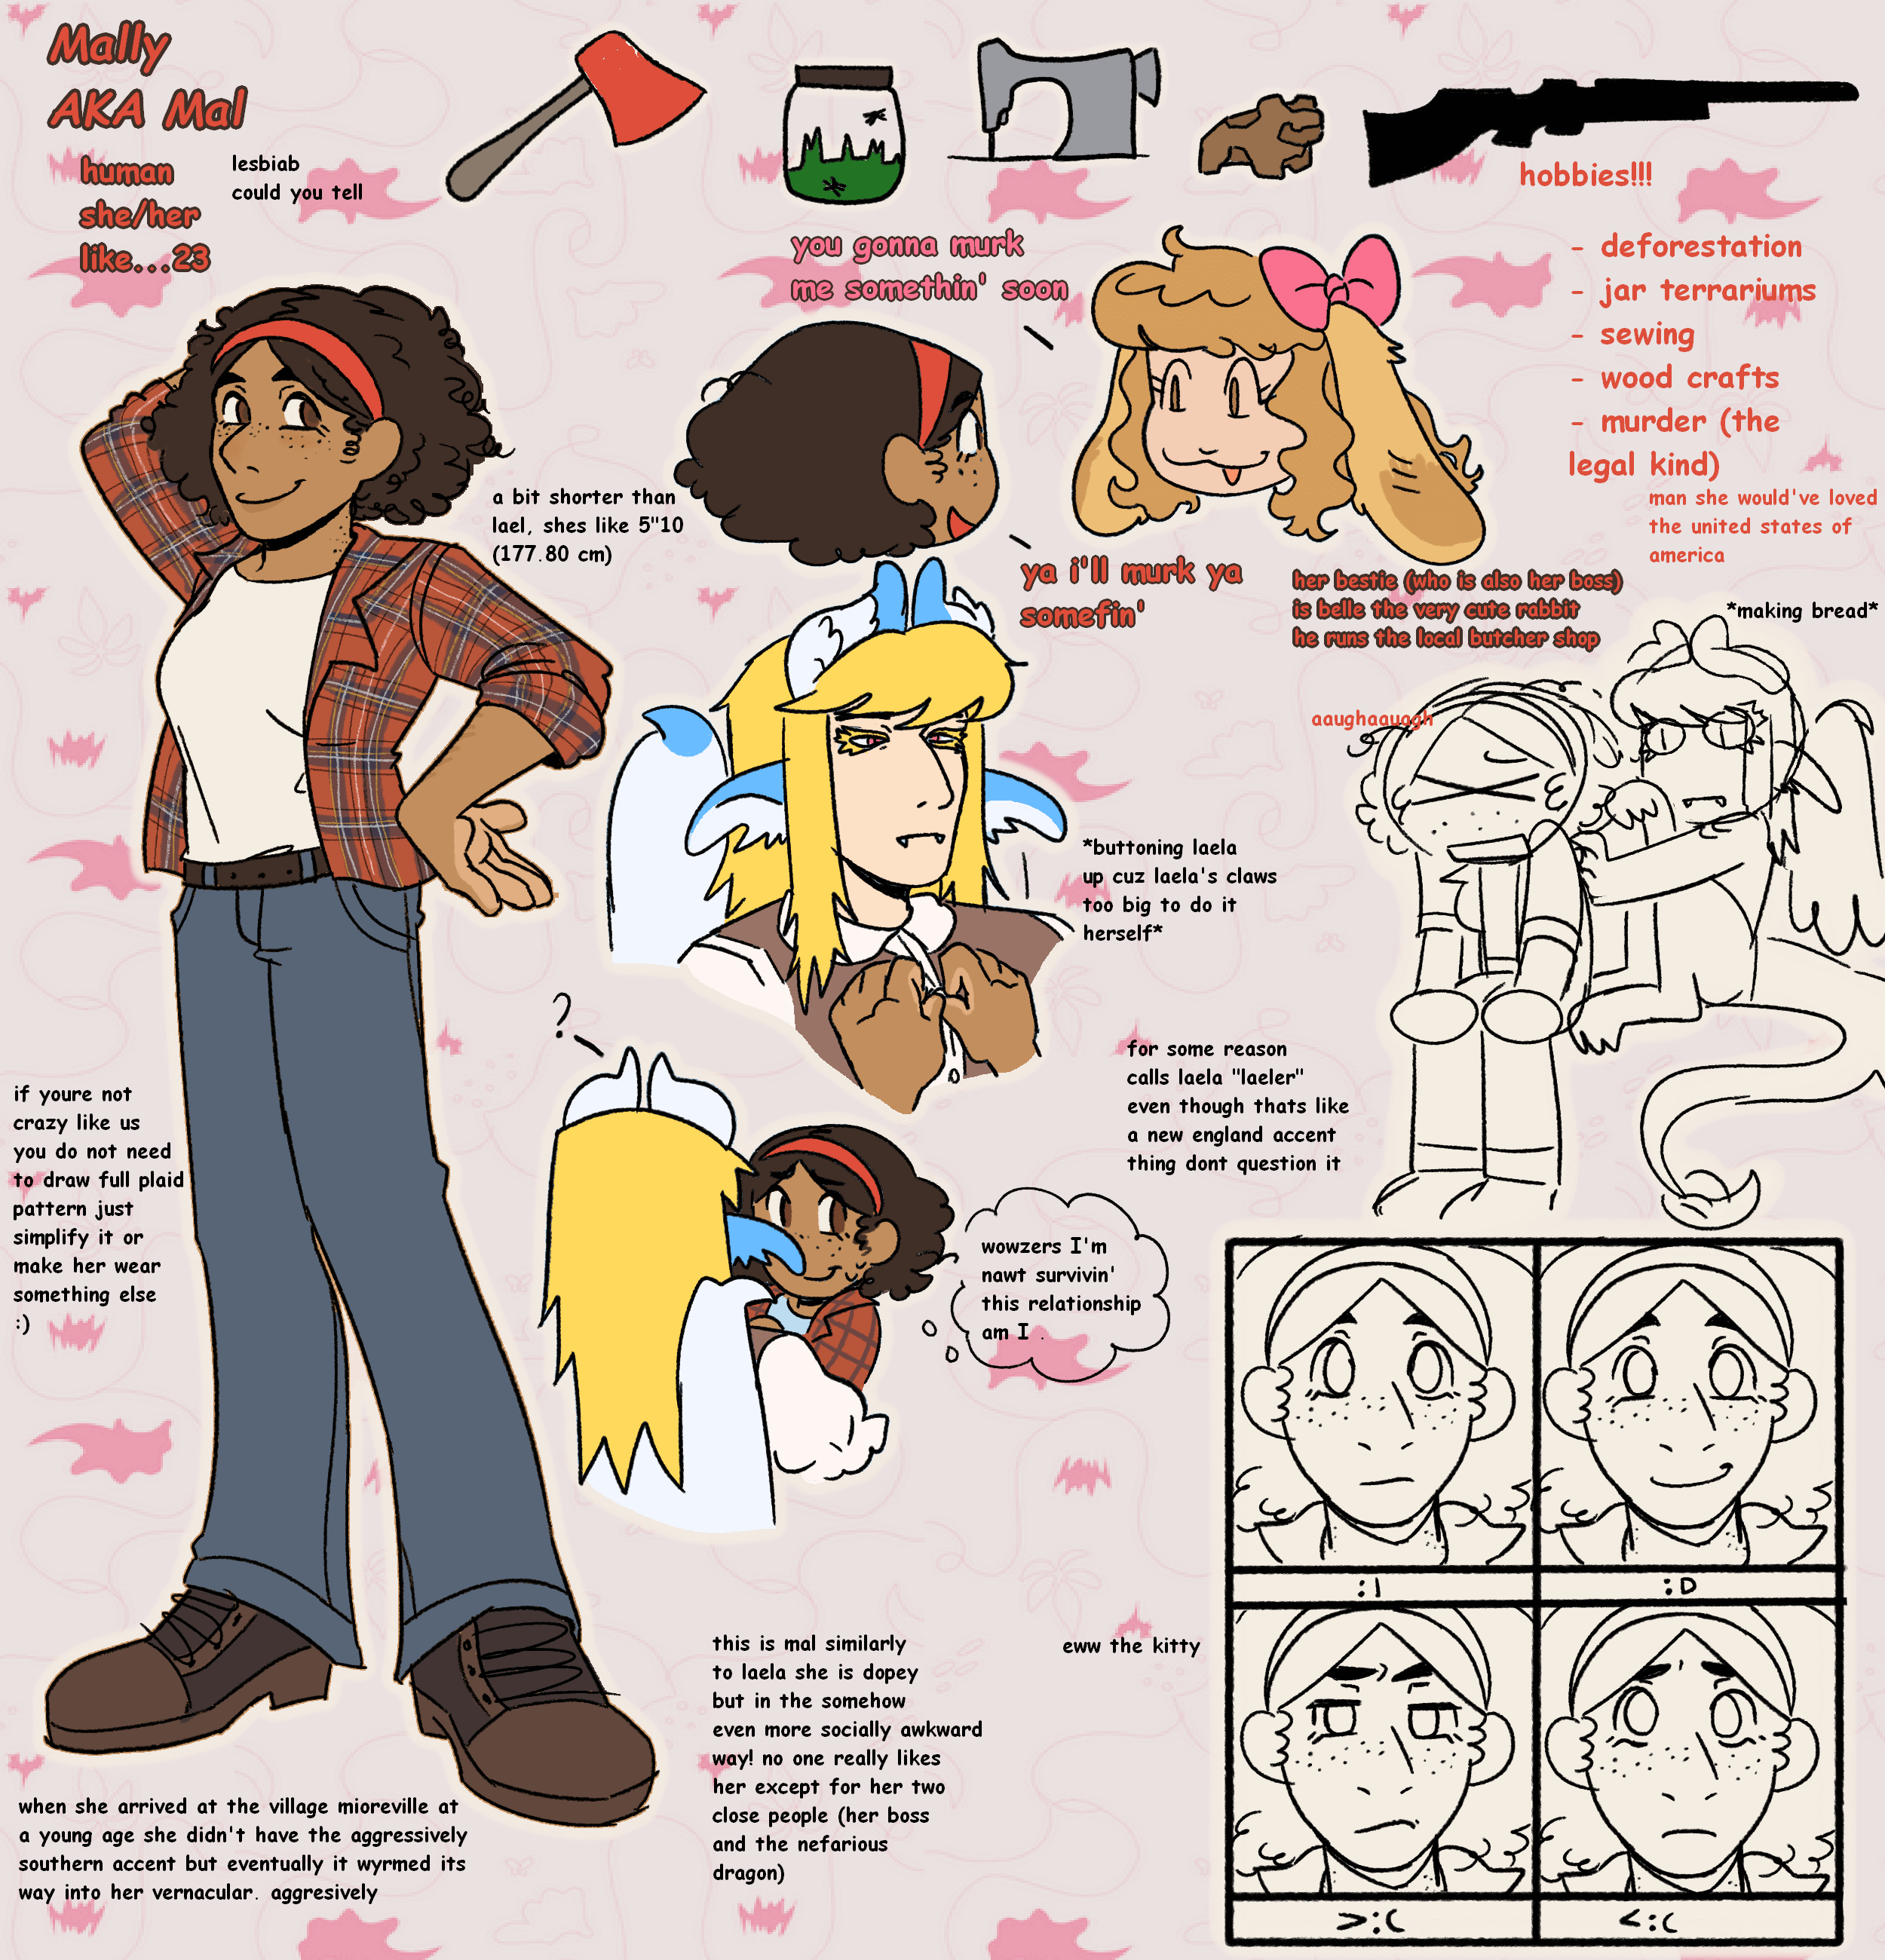 Mally
AKA Mal
human
she/her
like...23
lesbiab
could you tell
hobbies!!!
- deforestation
- jar terrariums
- sewing
- wood crafts
- murder (the
legal kind)
man she would've loved
the united states of
america
you gonna murk
me somethin' soon
ya i'll murk ya
somefin'
her bestie (who is also her boss)
is belle the very cute rabbit
he runs the local butcher shop
a bit shorter than
lael, shes like 5"10
(177.80 cm)
*making bread*
aaughaauagh
*buttoning laela
up cuz laela's claws
too big to do it
herself*
?
for some reason
calls laela "laeler"
even though thats like
a new england accent
thing dont question it
if youre not
crazy like us
you do not need
to draw full plaid
pattern just
simplify it or
make her wear
something else
:)
wowzers I'm
nawt survivin'
this relationship
am I .
:I
:D
>:C
<:C
eww the kitty
this is mal similarly
to laela she is dopey
but in the somehow
even more socially awkward
way! no one really likes
her except for her two
close people (her boss
and the nefarious
dragon)
when she arrived at the village mioreville at
a young age she didn't have the aggressively
southern accent but eventually it wyrmed its
way into her vernacular. aggresively